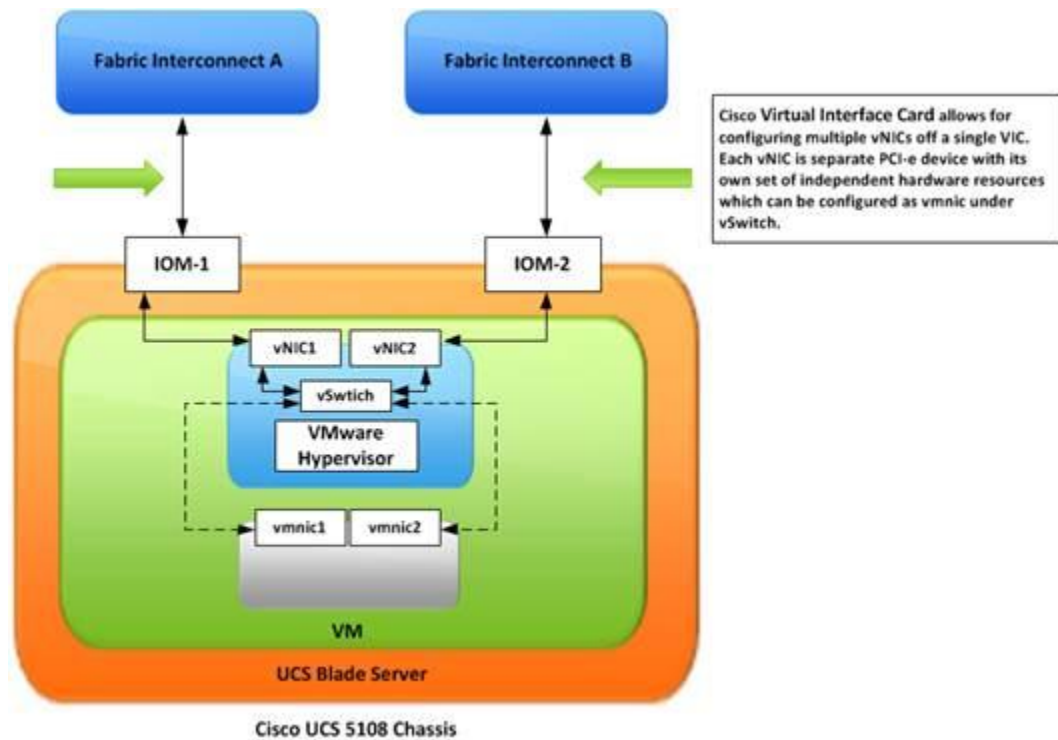 Fabric Interconnect A
Fabric Interconnect B
Cisco Virtual Interface Card allows for
configuring multiple vNICs off a single VIC.
Each vNIC is separate PCI-e device with its
own set of independent hardware resources
which can be configured as vmnic under
vSwitch.
IOM-1
IOM-2
vNIC1
vNIC2
vSwtich
VMware
Hypervisor
vmnic1
vmnic2
VM
UCS Blade Server
Cisco UCS 5108 Chassis